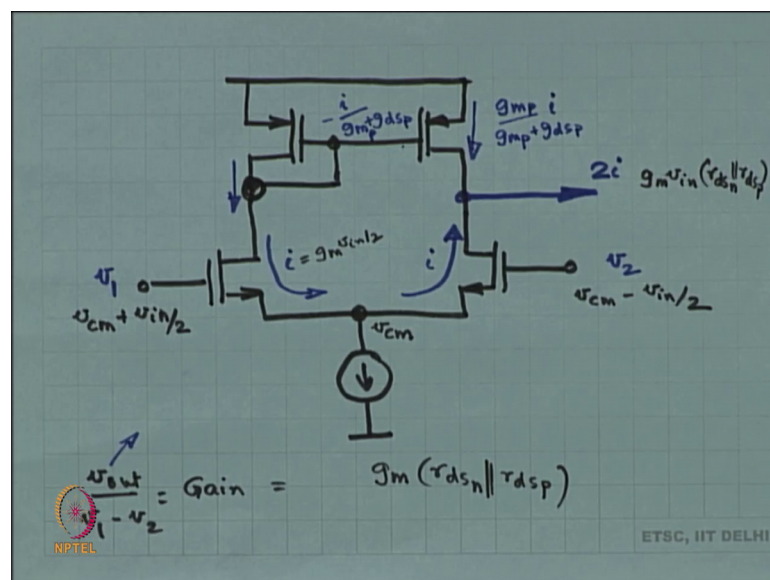 - i / gmp+gdsp
gmp i / gmp+gdsp
2i gm vin (rdsn||rdsp)
v1
i = gm vin/2
i
v2
vcm + vin/2
vcm - vin/2
vcm
vout / v1 - v2 = Gain = gm (rdsn || rdsp)
NPTEL
ETSC, IIT DELHI